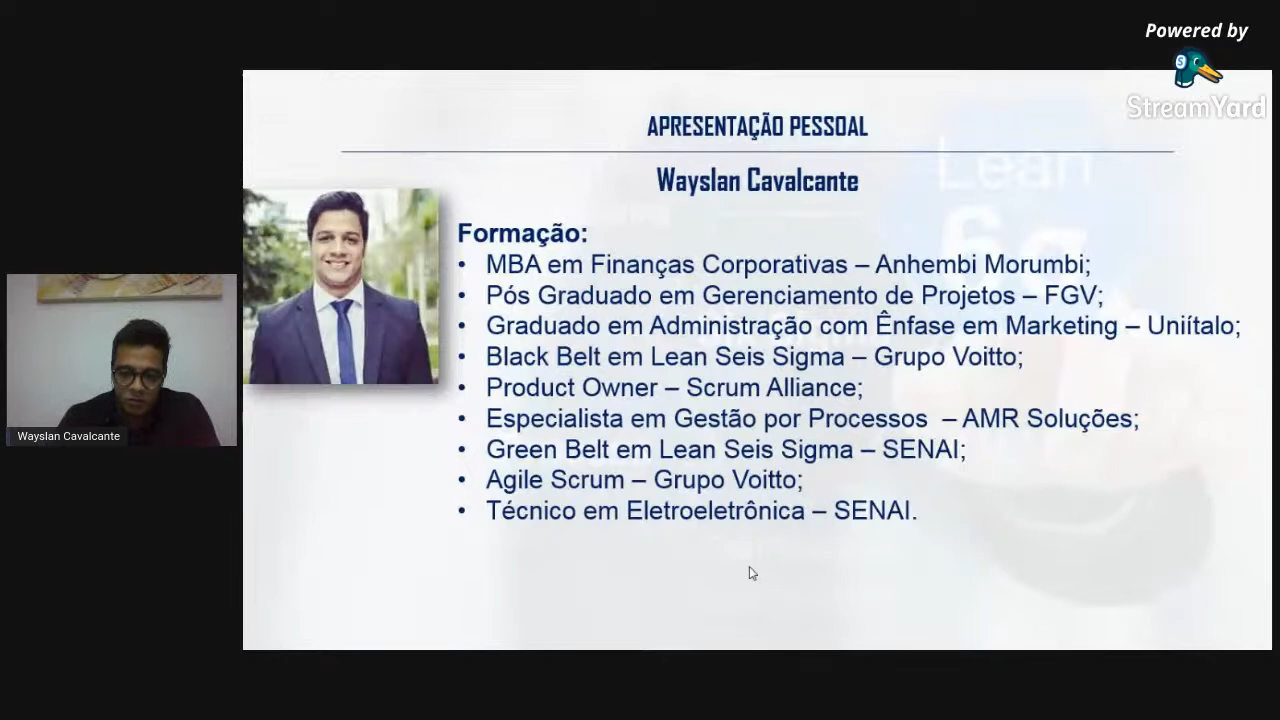 Powered by
StreamYard
APRESENTAÇÃO PESSOAL
Wayslan Cavalcante
Formação:
• MBA em Finanças Corporativas – Anhembi Morumbi;
• Pós Graduado em Gerenciamento de Projetos – FGV;
• Graduado em Administração com Ênfase em Marketing – Uniítalo;
• Black Belt em Lean Seis Sigma – Grupo Voitto;
• Product Owner – Scrum Alliance;
• Especialista em Gestão por Processos – AMR Soluções;
• Green Belt em Lean Seis Sigma – SENAI;
• Agile Scrum – Grupo Voitto;
• Técnico em Eletroeletrônica – SENAI.
Lean
6σ
Wayslan Cavalcante